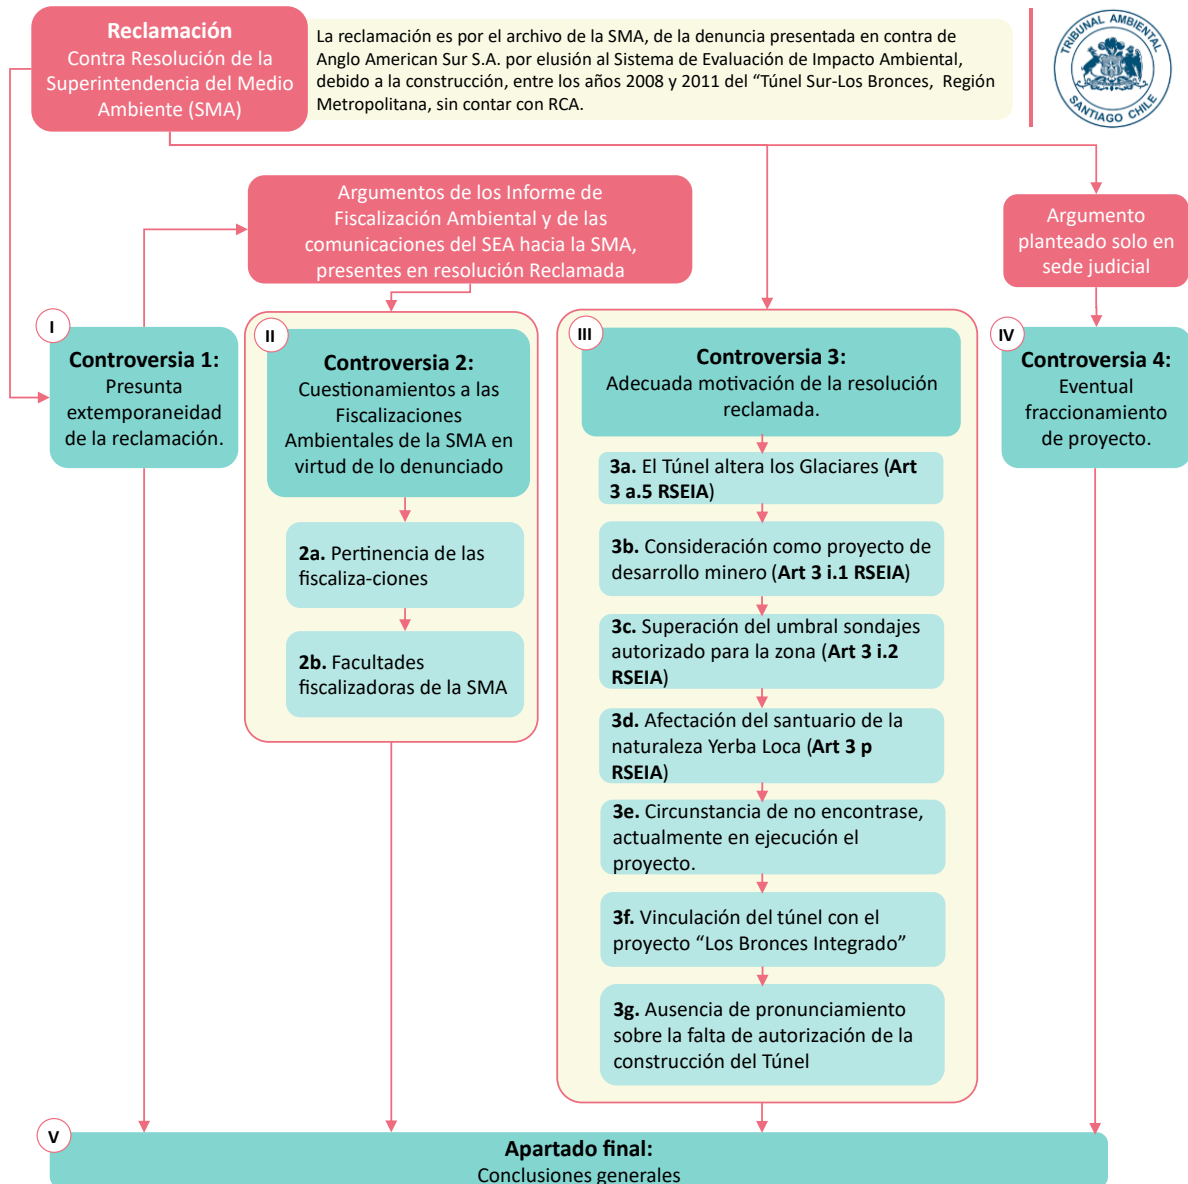 Reclamación
Contra Resolución de la
Superintendencia del Medio
Ambiente (SMA)
La reclamación es por el archivo de la SMA, de la denuncia presentada en contra de
Anglo American Sur S.A. por elusión al Sistema de Evaluación de Impacto Ambiental,
debido a la construcción, entre los años 2008 y 2011 del “Túnel Sur-Los Bronces, Región
Metropolitana, sin contar con RCA.
TRIBUNAL AMBIENTAL
SANTIAGO CHILE
Argumentos de los Informe de
Fiscalización Ambiental y de las
comunicaciones del SEA hacia la SMA,
presentes en resolución Reclamada
Argumento
planteado solo en
sede judicial
I
Controversia 1:
Presunta
extemporaneidad
de la reclamación.
II
Controversia 2:
Cuestionamientos a las
Fiscalizaciones
Ambientales de la SMA en
virtud de lo denunciado
2a. Pertinencia de las
fiscaliza-ciones
2b. Facultades
fiscalizadoras de la SMA
III
Controversia 3:
Adecuada motivación de la resolución
reclamada.
3a. El Túnel altera los Glaciares (Art
3 a.5 RSEIA)
3b. Consideración como proyecto de
desarrollo minero (Art 3 i.1 RSEIA)
3c. Superación del umbral sondajes
autorizado para la zona (Art 3 i.2
RSEIA)
3d. Afectación del santuario de la
naturaleza Yerba Loca (Art 3 p
RSEIA)
3e. Circunstancia de no encontrase,
actualmente en ejecución el
proyecto.
3f. Vinculación del túnel con el
proyecto “Los Bronces Integrado”
3g. Ausencia de pronunciamiento
sobre la falta de autorización de la
construcción del Túnel
IV
Controversia 4:
Eventual
fraccionamiento
de proyecto.
V
Apartado final:
Conclusiones generales